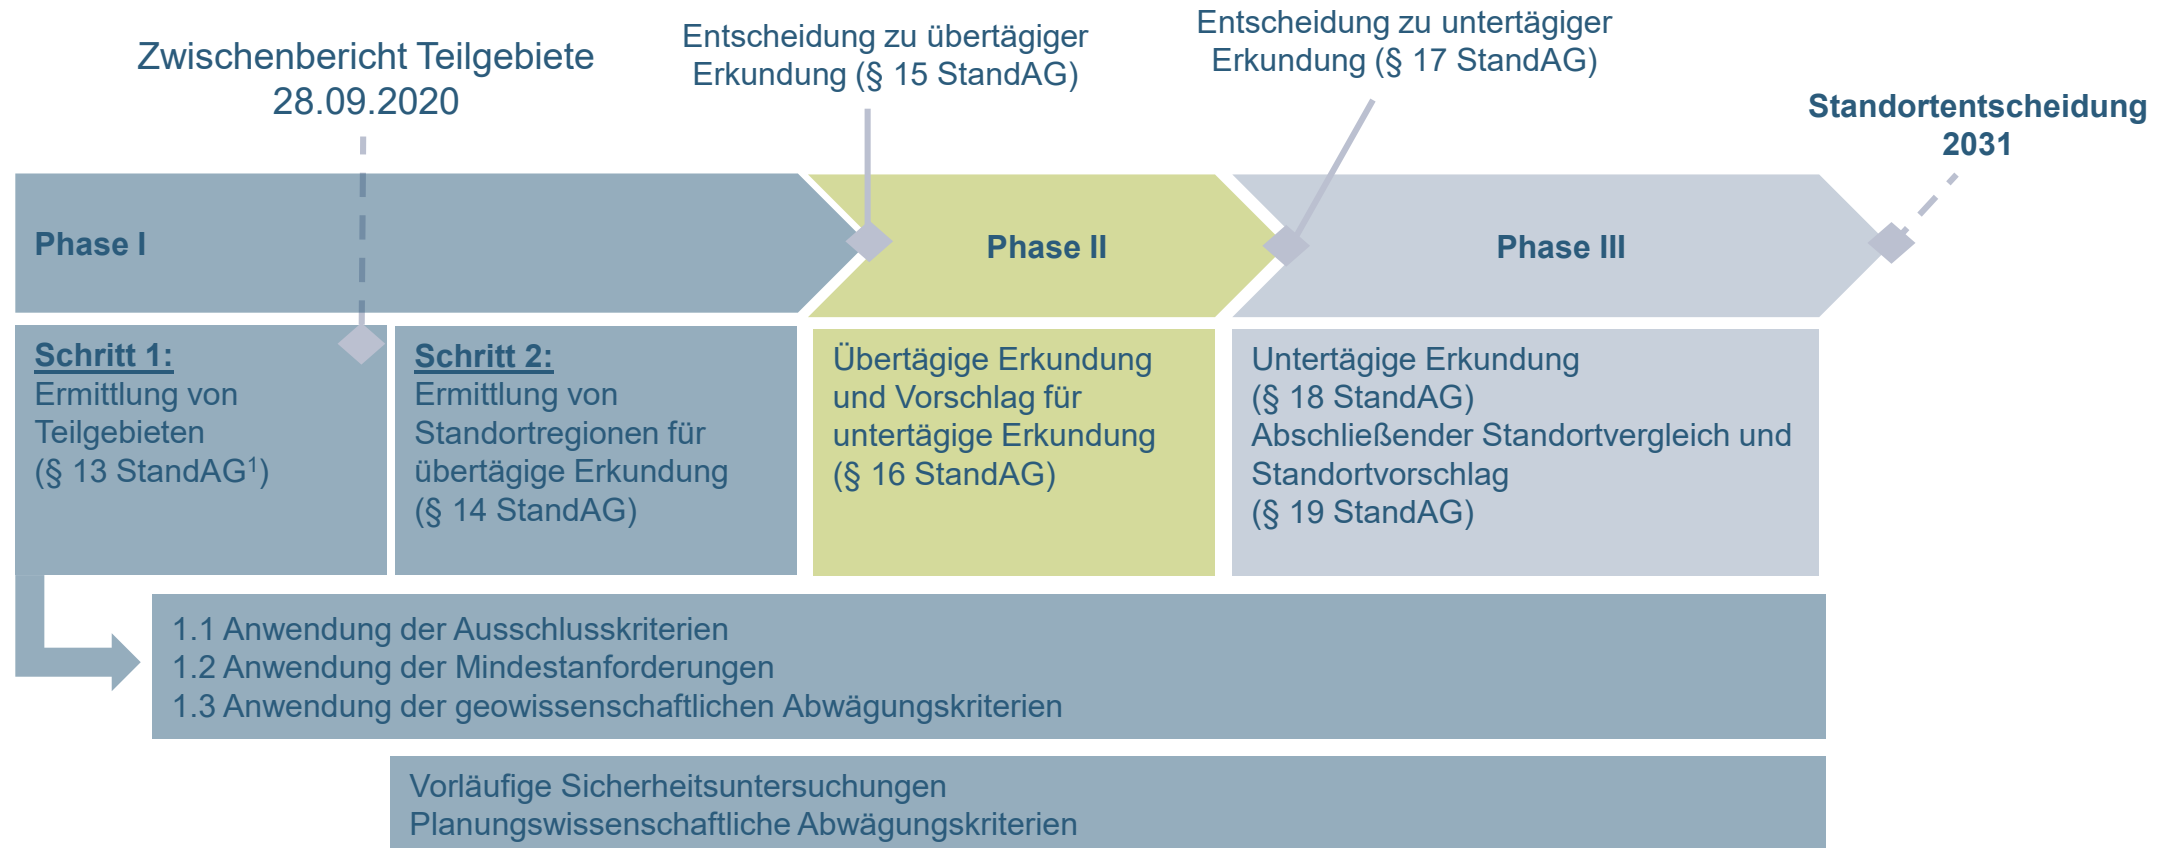 Zwischenbericht Teilgebiete
28.09.2020
Entscheidung zu übertägiger
Erkundung (§ 15 StandAG)
Entscheidung zu untertägiger
Erkundung (§ 17 StandAG)
Standortentscheidung
2031
Phase I
Phase II
Phase III
Schritt 1:
Ermittlung von
Teilgebieten
(§ 13 StandAG¹)
Schritt 2:
Ermittlung von
Standortregionen für
übertägige Erkundung
(§ 14 StandAG)
Übertägige Erkundung
und Vorschlag für
untertägige Erkundung
(§ 16 StandAG)
Untertägige Erkundung
(§ 18 StandAG)
Abschließender Standortvergleich und
Standortvorschlag
(§ 19 StandAG)
1.1 Anwendung der Ausschlusskriterien
1.2 Anwendung der Mindestanforderungen
1.3 Anwendung der geowissenschaftlichen Abwägungskriterien
Vorläufige Sicherheitsuntersuchungen
Planungswissenschaftliche Abwägungskriterien